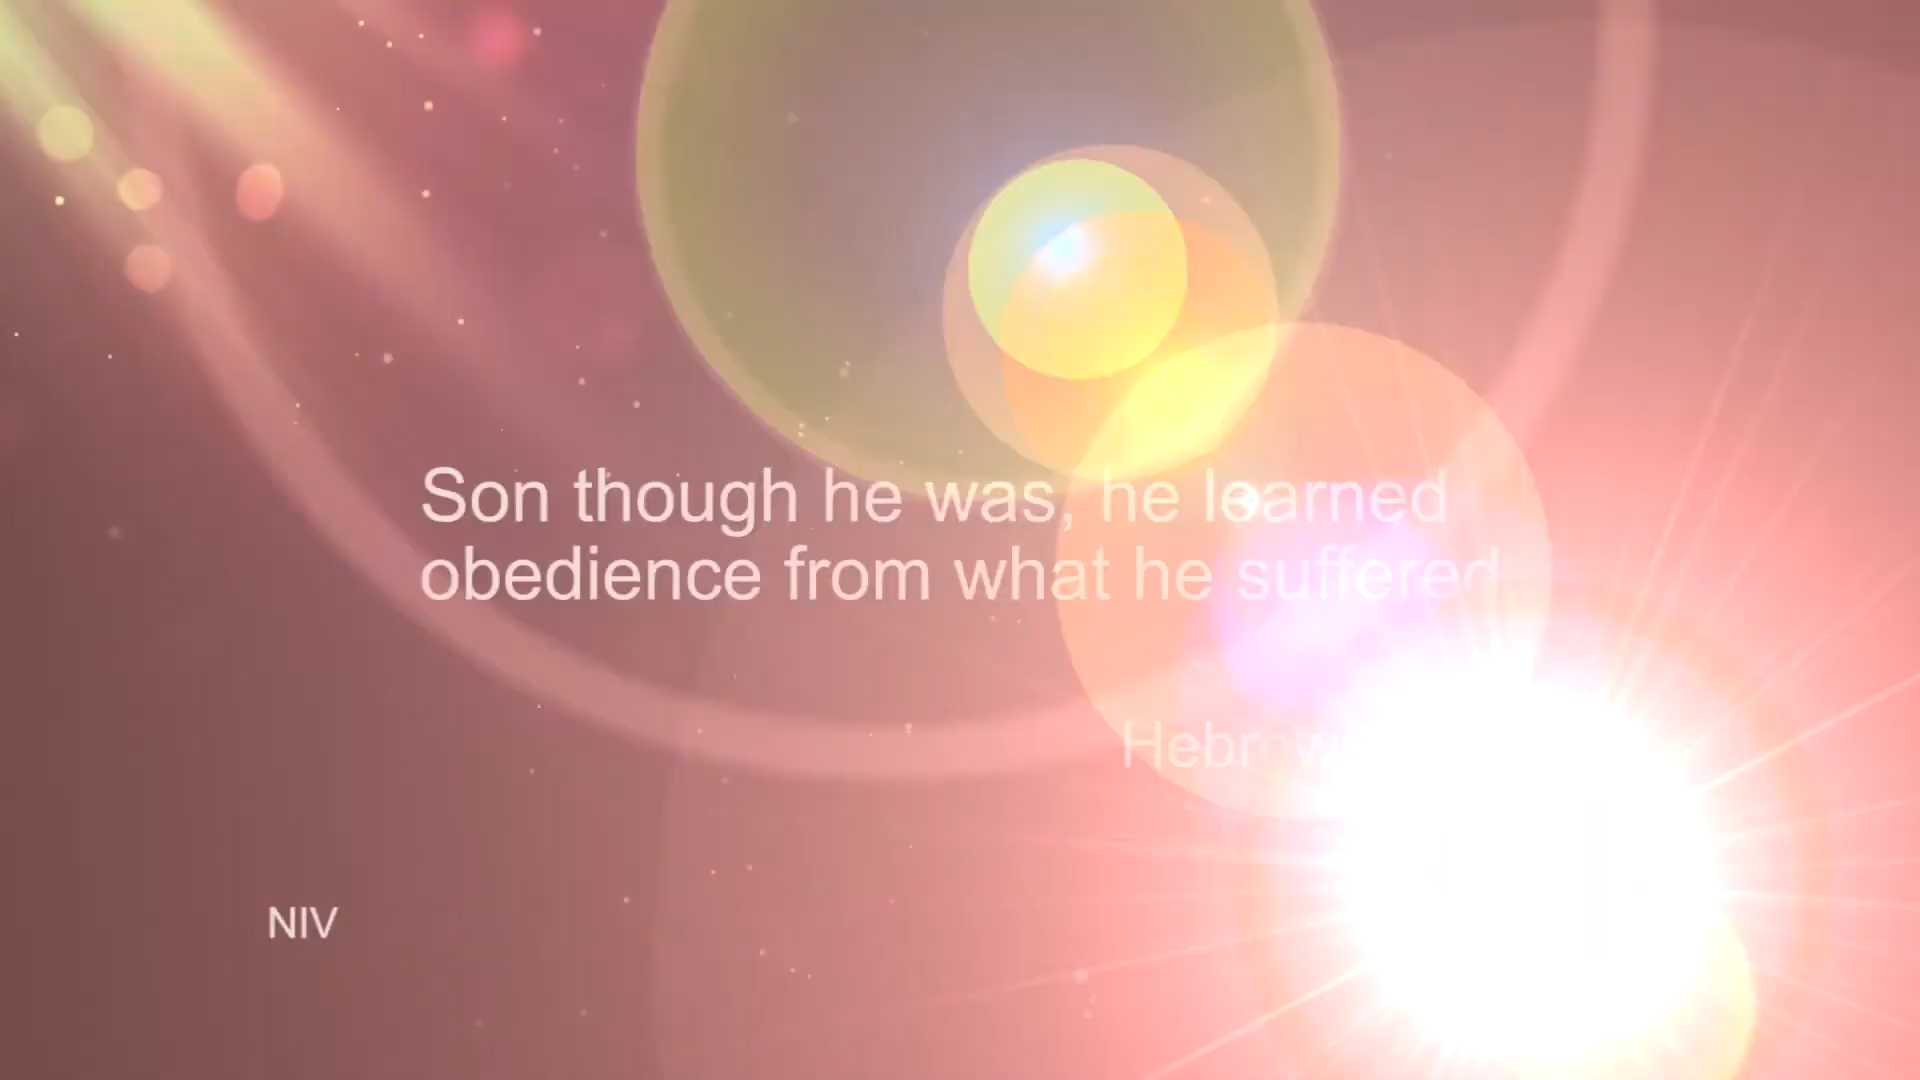 Son though he was, he learned
obedience from what he suffered
NIV